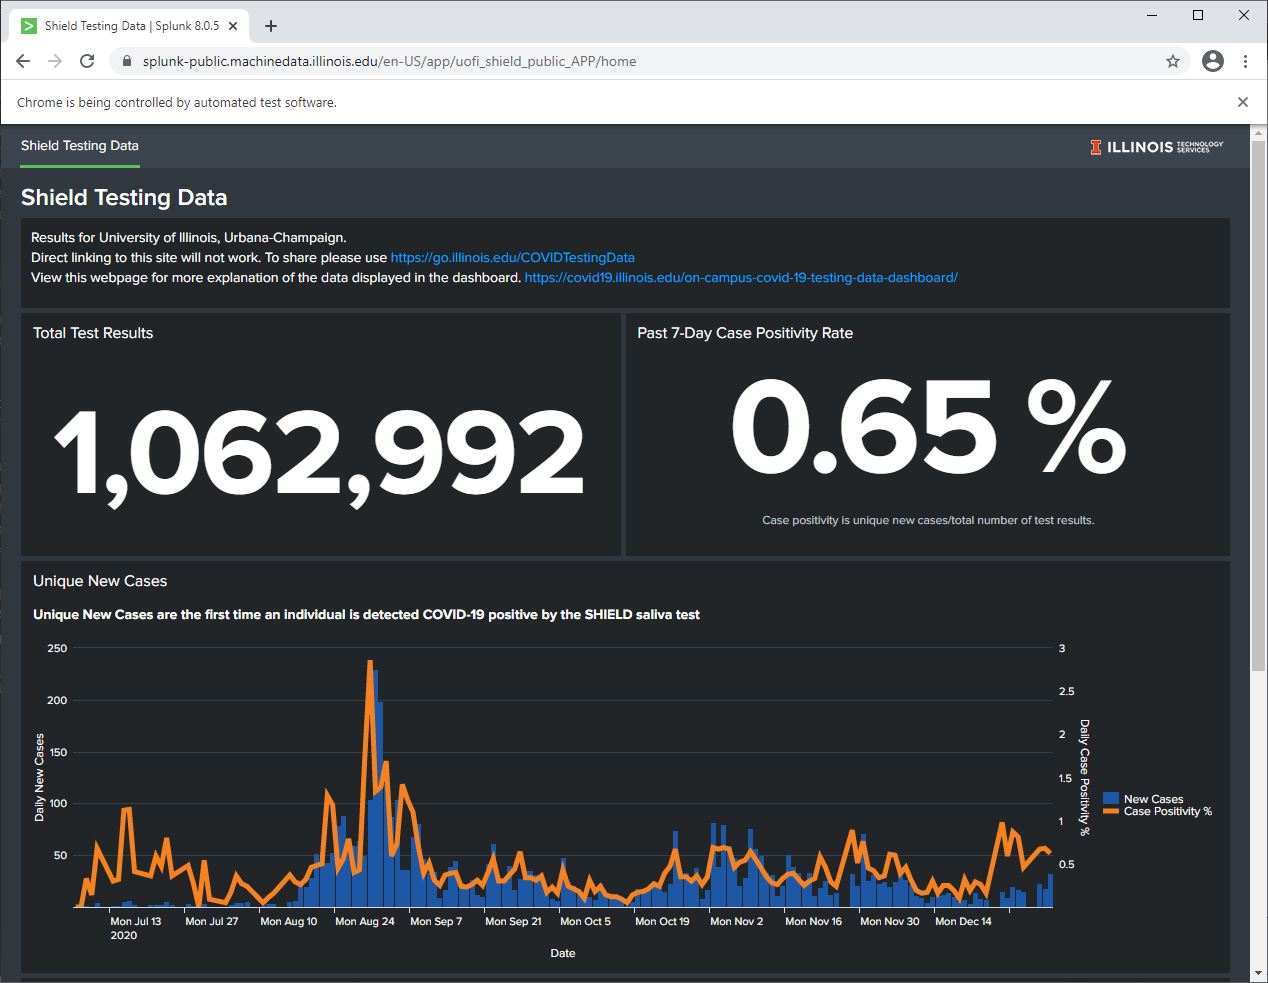 Shield Testing Data | Splunk 8.0.5
splunk-public.machinedata.illinois.edu/en-US/app/uofi_shield_public_APP/home
Chrome is being controlled by automated test software.
Shield Testing Data
ILLINOIS TECHNOLOGY SERVICES
Shield Testing Data
Results for University of Illinois, Urbana-Champaign.
Direct linking to this site will not work. To share please use https://go.illinois.edu/COVIDTestingData
View this webpage for more explanation of the data displayed in the dashboard. https://covid19.illinois.edu/on-campus-covid-19-testing-data-dashboard/
Total Test Results
1,062,992
Past 7-Day Case Positivity Rate
0.65 %
Case positivity is unique new cases/total number of test results.
Unique New Cases
Unique New Cases are the first time an individual is detected COVID-19 positive by the SHIELD saliva test
250
200
150
100
50
Daily New Cases
3
2.5
2
1.5
1
0.5
Daily Case Positivity %
New Cases
Case Positivity %
Mon Jul 13 Mon Jul 27 Mon Aug 10 Mon Aug 24 Mon Sep 7 Mon Sep 21 Mon Oct 5 Mon Oct 19 Mon Nov 2 Mon Nov 16 Mon Nov 30 Mon Dec 14
2020
Date